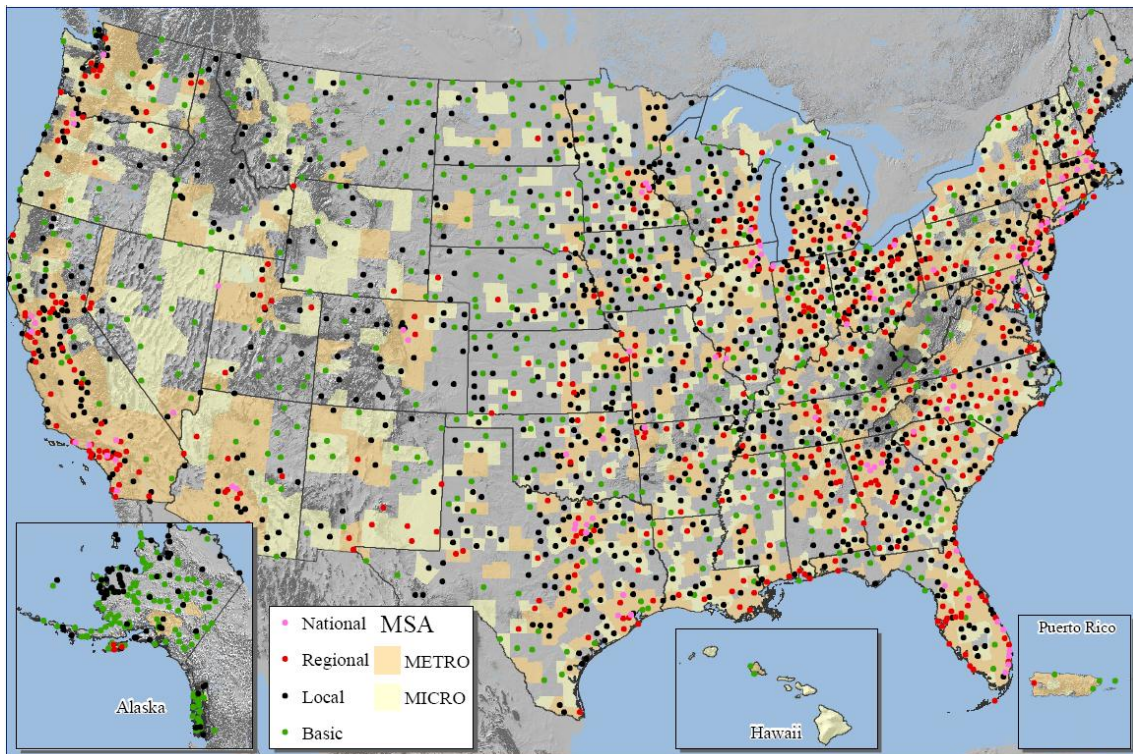 Alaska
National MSA
Regional METRO
Local MICRO
Basic
Hawaii
Puerto Rico